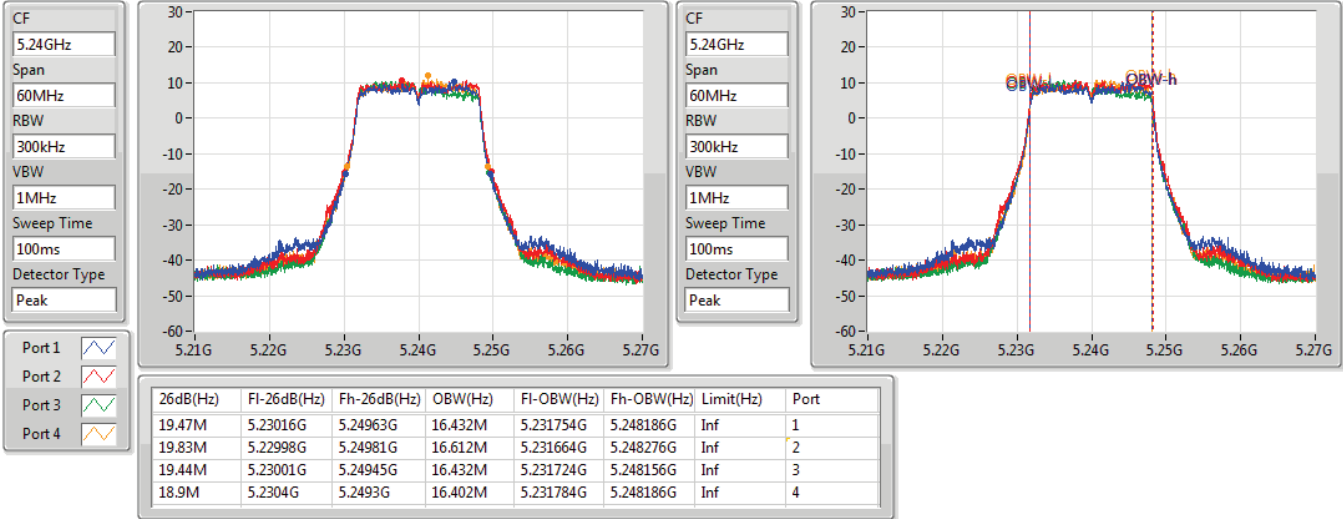 CF
5.24GHz
Span
60MHz
RBW
300kHz
VBW
1MHz
Sweep Time
100ms
Detector Type
Peak
30
20
10
0
-10
-20
-30
-40
-50
-60
5.21G 5.22G 5.23G 5.24G 5.25G 5.26G 5.27G
CF
5.24GHz
Span
60MHz
RBW
300kHz
VBW
1MHz
Sweep Time
100ms
Detector Type
Peak
30
20
10
0
-10
-20
-30
-40
-50
-60
OBW-h
5.21G 5.22G 5.23G 5.24G 5.25G 5.26G 5.27G
Port 1
Port 2
Port 3
Port 4
26dB(Hz) Fl-26dB(Hz) Fh-26dB(Hz) OBW(Hz) Fl-OBW(Hz) Fh-OBW(Hz) Limit(Hz) Port
19.47M 5.23016G 5.24963G 16.432M 5.231754G 5.248186G Inf 1
19.83M 5.22998G 5.24981G 16.612M 5.231664G 5.248276G Inf 2
19.44M 5.23001G 5.24945G 16.432M 5.231724G 5.248156G Inf 3
18.9M 5.2304G 5.2493G 16.402M 5.231784G 5.248186G Inf 4